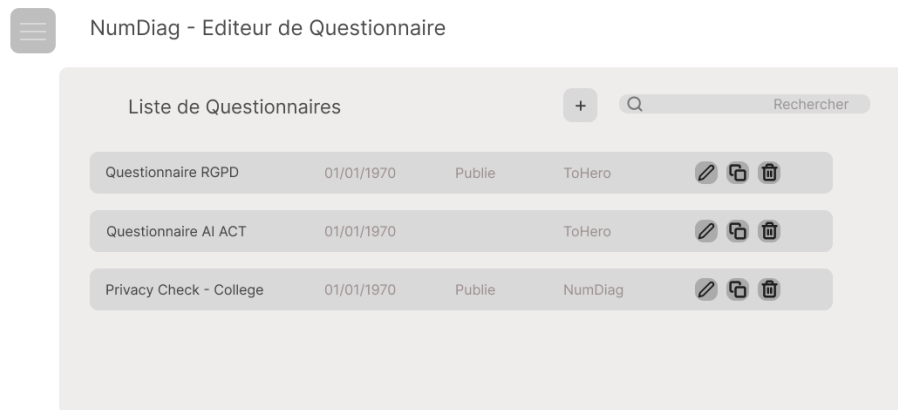 NumDiag - Editeur de Questionnaire
Liste de Questionnaires + Rechercher
Questionnaire RGPD 01/01/1970 Publie ToHero
Questionnaire AI ACT 01/01/1970 ToHero
Privacy Check - College 01/01/1970 Publie NumDiag